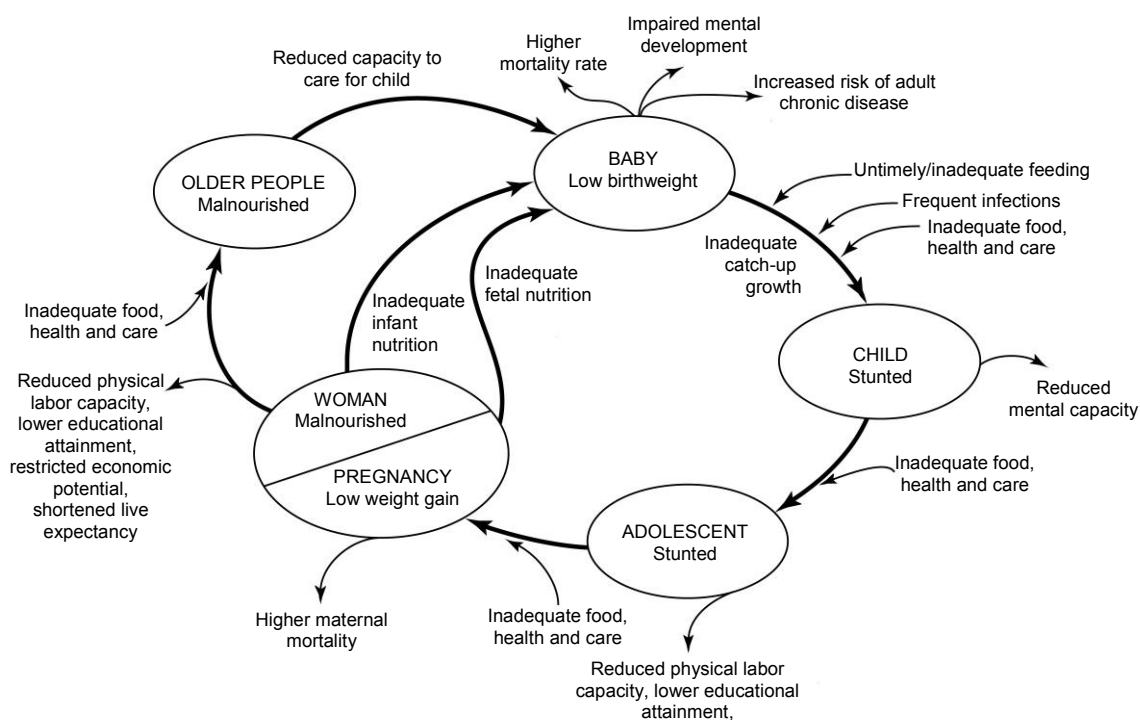 Reduced capacity to
care for child
Higher
mortality rate
Impaired mental
development
Increased risk of adult
chronic disease
OLDER PEOPLE
Malnourished
BABY
Low birthweight
Untimely/inadequate feeding
Frequent infections
Inadequate food,
health and care
Inadequate
catch-up
growth
Inadequate
fetal nutrition
Inadequate
infant
nutrition
Inadequate food,
health and care
CHILD
Stunted
Reduced
mental capacity
Reduced physical
labor capacity,
lower educational
attainment,
restricted economic
potential,
shortened live
expectancy
WOMAN
Malnourished
PREGNANCY
Low weight gain
Inadequate food,
health and care
ADOLESCENT
Stunted
Higher maternal
mortality
Inadequate food,
health and care
Reduced physical labor
capacity, lower educational
attainment,